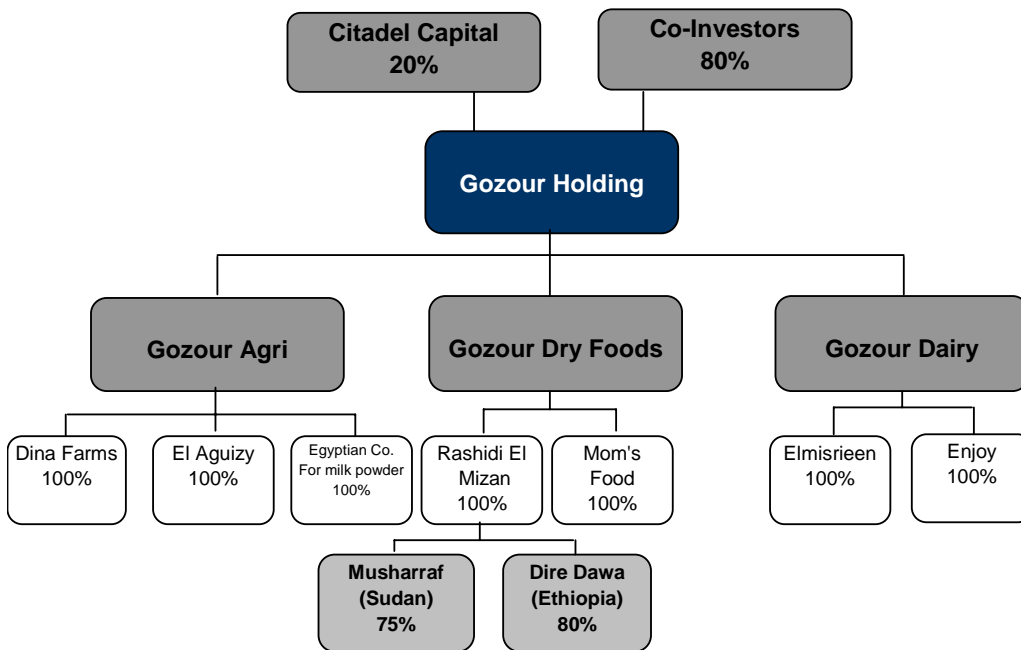 Citadel Capital
20%
Co-Investors
80%
Gozour Holding
Gozour Agri
Gozour Dry Foods
Gozour Dairy
Dina Farms
100%
El Aguizy
100%
Egyptian Co.
For milk powder
100%
Rashidi El
Mizan
100%
Mom's
Food
100%
Elmisrieen
100%
Enjoy
100%
Musharraf
(Sudan)
75%
Dire Dawa
(Ethiopia)
80%